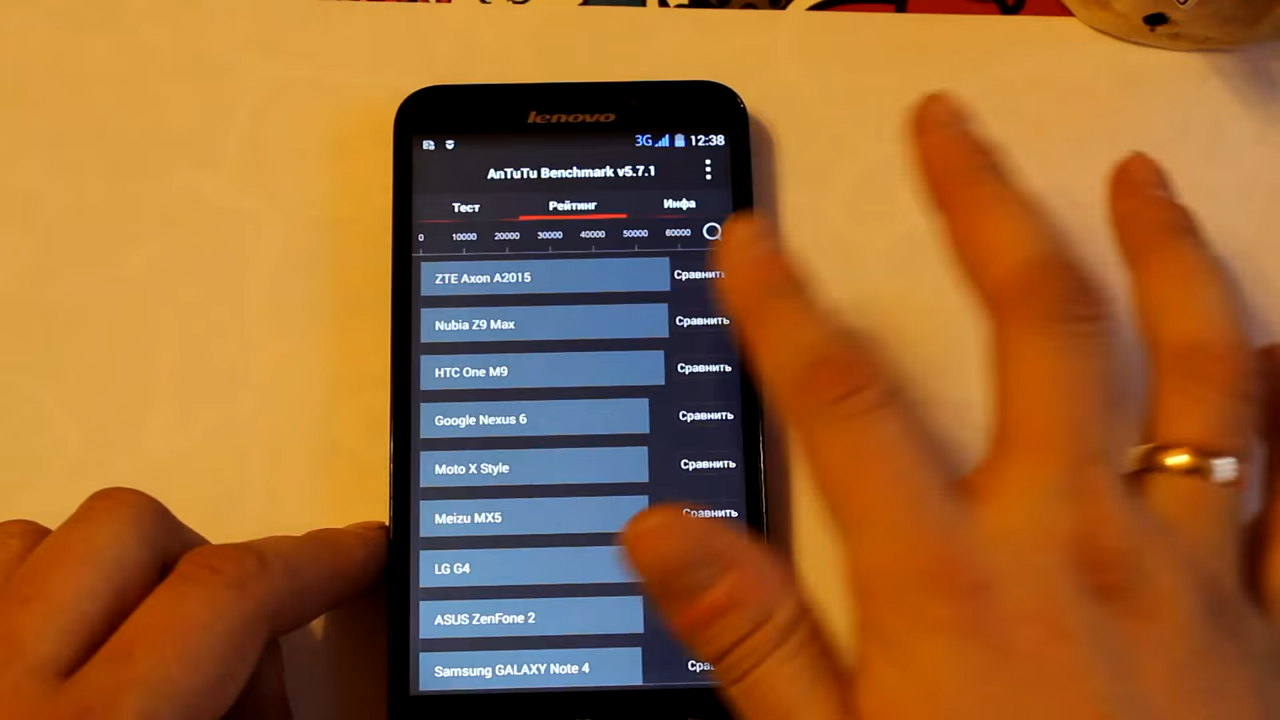 lenovo
3G 12:38
AnTuTu Benchmark v5.7.1
Тест Рейтинг Инфа
0 10000 20000 30000 40000 50000 60000
ZTE Axon A2015 Сравнить
Nubia Z9 Max Сравнить
HTC One M9 Сравнить
Google Nexus 6 Сравнить
Moto X Style Сравнить
Meizu MX5 Сравнить
LG G4
ASUS ZenFone 2
Samsung GALAXY Note 4